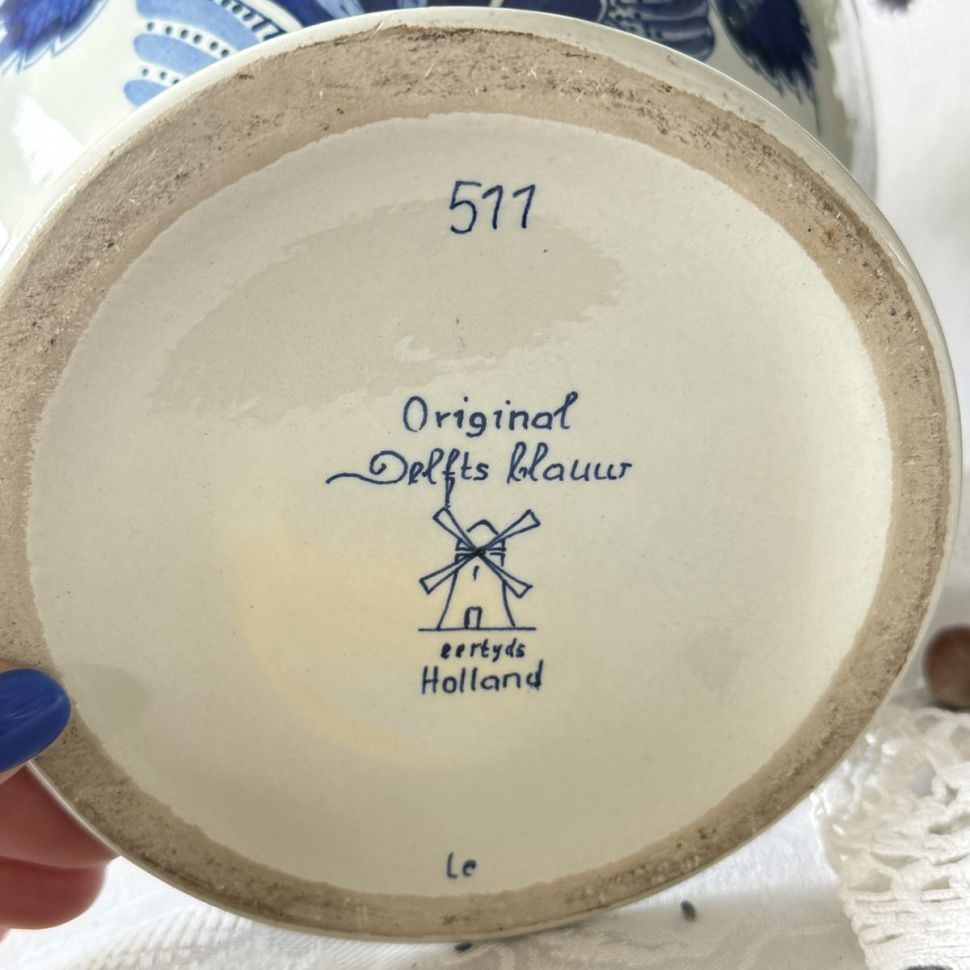 511
Original
Delfts blauw
eertyds
Holland
Le